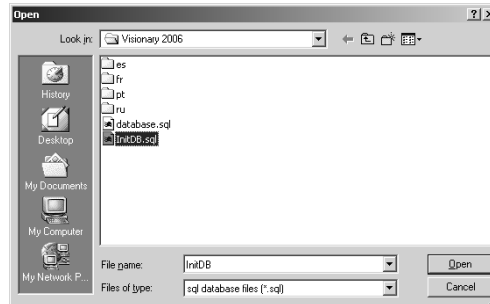 Open
Look in:
Visionary 2006
es
fr
pt
ru
database.sql
InitDB.sql
History
Desktop
My Documents
My Computer
My Network P...
File name:
InitDB
Open
Files of type:
sql database files (*.sql)
Cancel